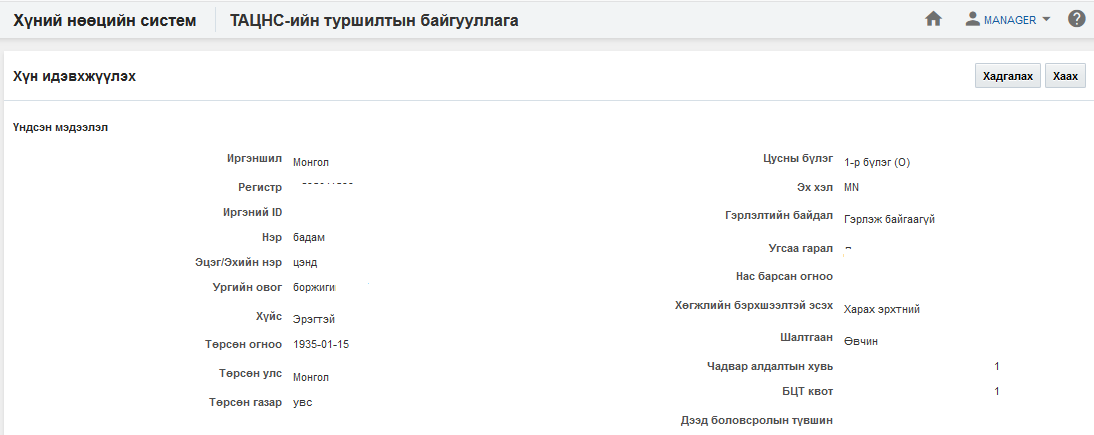 Хүний нөөцийн систем ТАЦНС-ийн туршилтын байгууллага MANAGER
Хүн идэвхжүүлэх Хадгалах Хаах
Үндсэн мэдээлэл
Иргэншил Монгол
Регистр
Иргэний ID
Нэр бадам
Эцэг/Эхийн нэр цэнд
Ургийн овог боржиги
Хүйс Эрэгтэй
Төрсөн огноо 1935-01-15
Төрсөн улс Монгол
Төрсөн газар увс
Цусны бүлэг 1-р бүлэг (O)
Эх хэл MN
Гэрлэлтийн байдал Гэрлэж байгаагүй
Угсаа гарал
Нас барсан огноо
Хөгжлийн бэрхшээлтэй эсэх Харах эрхтний
Шалтгаан Өвчин
Чадвар алдалтын хувь 1
БЦТ квот 1
Дээд боловсролын түвшин